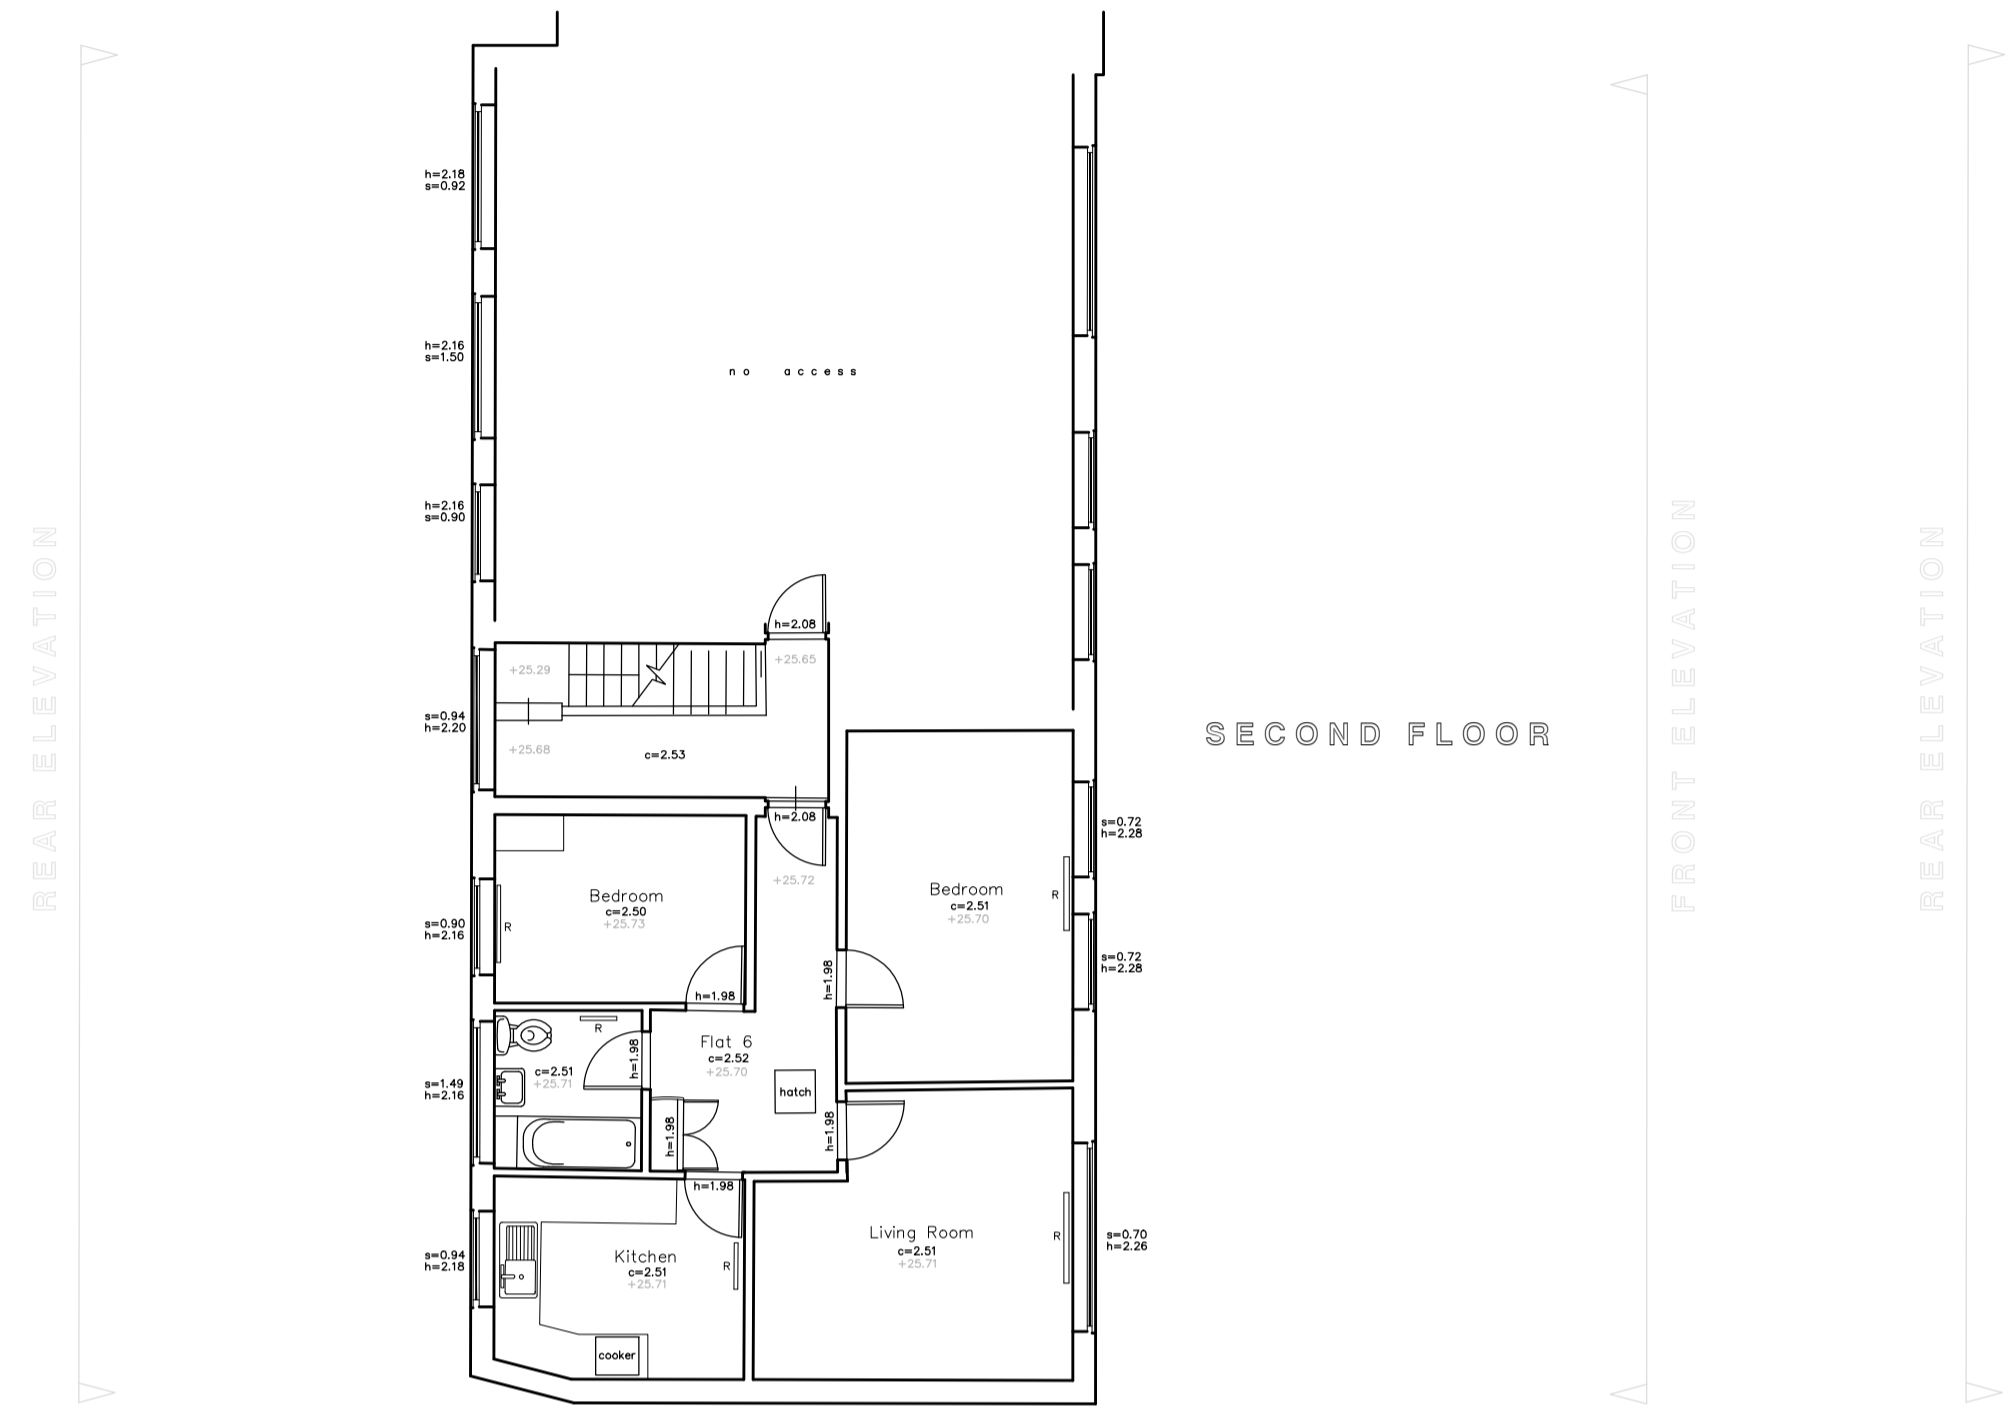 h=2.18
s=0.92
h=2.16
s=1.50
no access
h=2.16
s=0.90
h=2.08
+25.29
+25.65
s=0.94
h=2.20
+25.68
c=2.53
SECOND FLOOR
REAR ELEVATION
FRONT ELEVATION
REAR ELEVATION
h=2.08
s=0.72
h=2.28
+25.72
Bedroom
c=2.50
+25.73
R
Bedroom
c=2.51
+25.70
R
s=0.90
h=2.16
s=0.72
h=2.28
h=1.98
h=1.98
R
Flat 6
c=2.52
+25.70
h=1.98
c=2.51
+25.71
s=1.49
h=2.16
hatch
h=1.98
h=1.98
h=1.98
Living Room
c=2.51
+25.71
R
s=0.70
h=2.26
Kitchen
c=2.51
+25.71
R
s=0.94
h=2.18
cooker